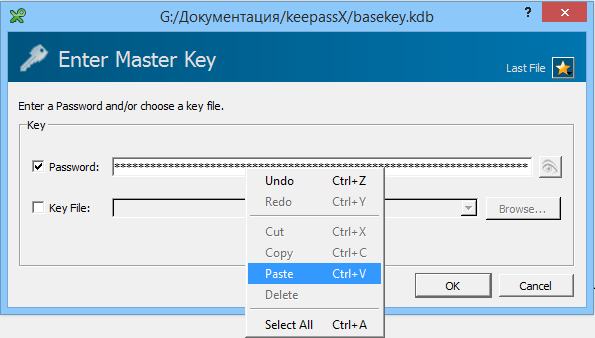 G:/Документация/keepassX/basekey.kdb
?
Enter Master Key
Last File
Enter a Password and/or choose a key file.
Key
Password:
Undo Ctrl+Z
Redo Ctrl+Y
Key File:
Browse...
Cut Ctrl+X
Copy Ctrl+C
Paste Ctrl+V
Delete
OK
Cancel
Select All Ctrl+A